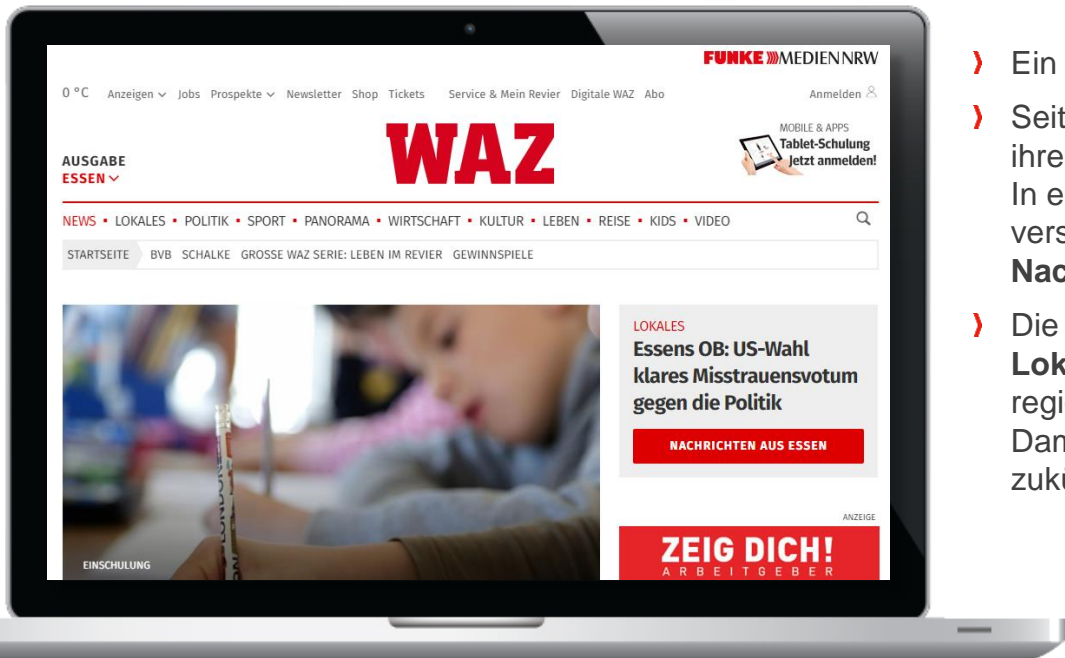 FUNKE MEDIEN NRW
0 °C Anzeigen Jobs Prospekte Newsletter Shop Tickets Service & Mein Revier Digitale WAZ Abo Anmelden
AUSGABE
ESSEN
WAZ
MOBILE & APPS
Tablet-Schulung
Jetzt anmelden!
NEWS ▪ LOKALES ▪ POLITIK ▪ SPORT ▪ PANORAMA ▪ WIRTSCHAFT ▪ KULTUR ▪ LEBEN ▪ REISE ▪ KIDS ▪ VIDEO
STARTSEITE BVB SCHALKE GROSSE WAZ SERIE: LEBEN IM REVIER GEWINNSPIELE
LONDON
EINSCHULUNG
LOKALES
Essens OB: US-Wahl
klares Misstrauensvotum
gegen die Politik
NACHRICHTEN AUS ESSEN
ANZEIGE
ZEIG DICH!
ARBEITGEBER
Ein
Seit
ihre
In e
vers
Nac
Die
Lok
regi
Dam
zukü